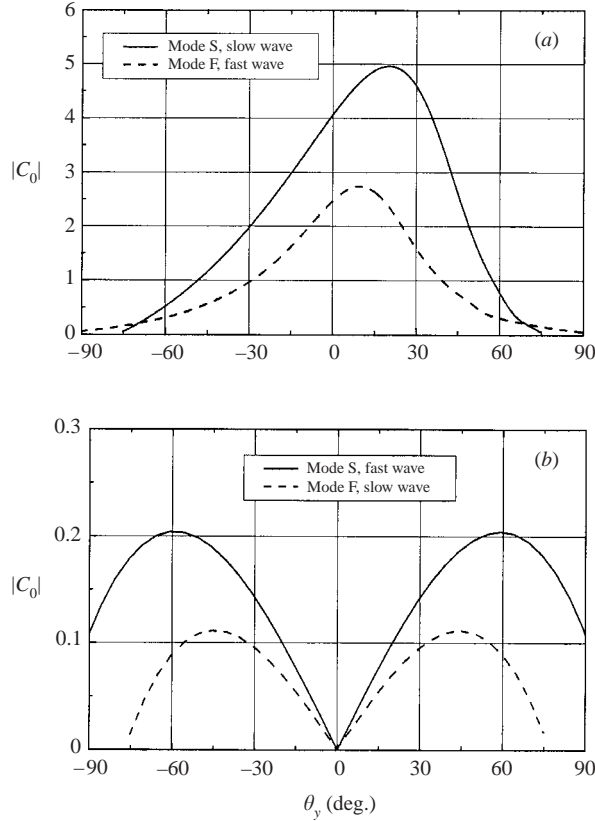 6
5
4
3
2
1
0
|C₀|
Mode S, slow wave
Mode F, fast wave
(a)
−90 −60 −30 0 30 60 90
0.3
0.2
0.1
0
|C₀|
Mode S, fast wave
Mode F, slow wave
(b)
−90 −60 −30 0 30 60 90
θy (deg.)